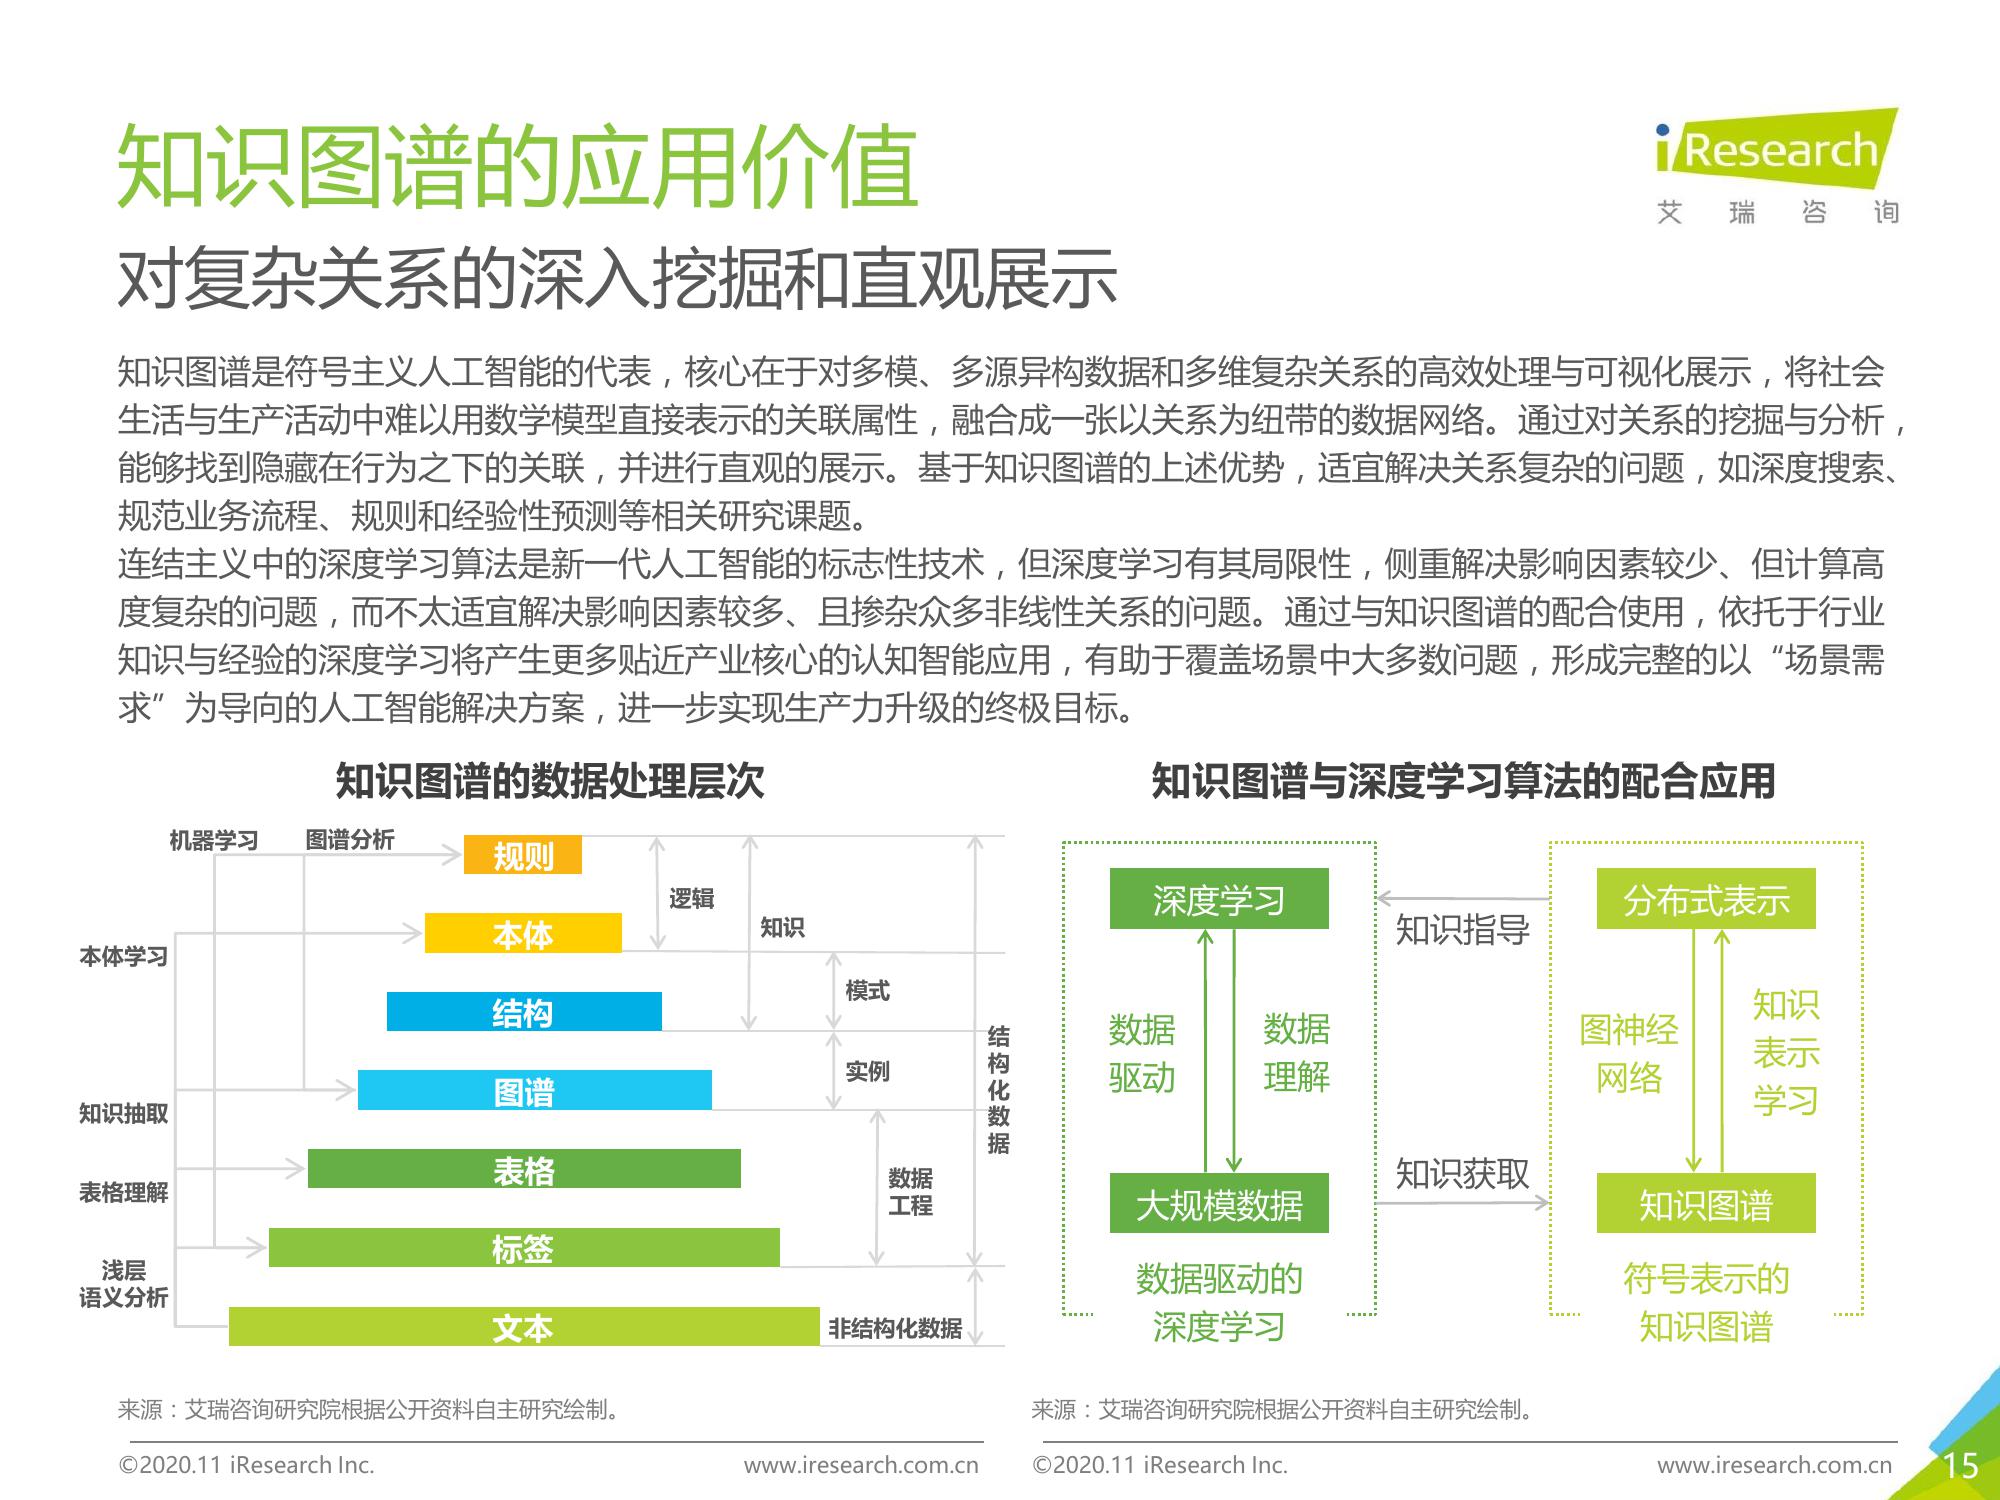 知识图谱的应用价值
iResearch
艾瑞咨询
对复杂关系的深入挖掘和直观展示
知识图谱是符号主义人工智能的代表，核心在于对多模、多源异构数据和多维复杂关系的高效处理与可视化展示，将社会
生活与生产活动中难以用数学模型直接表示的关联属性，融合成一张以关系为纽带的数据网络。通过对关系的挖掘与分析，
能够找到隐藏在行为之下的关联，并进行直观的展示。基于知识图谱的上述优势，适宜解决关系复杂的问题，如深度搜索、
规范业务流程、规则和经验性预测等相关研究课题。
连结主义中的深度学习算法是新一代人工智能的标志性技术，但深度学习有其局限性，侧重解决影响因素较少、但计算高
度复杂的问题，而不太适宜解决影响因素较多、且掺杂众多非线性关系的问题。通过与知识图谱的配合使用，依托于行业
知识与经验的深度学习将产生更多贴近产业核心的认知智能应用，有助于覆盖场景中大多数问题，形成完整的以“场景需
求”为导向的人工智能解决方案，进一步实现生产力升级的终极目标。
知识图谱的数据处理层次
机器学习
图谱分析
规则
逻辑
知识
本体
本体学习
模式
结构
结构化数据
实例
图谱
知识抽取
表格
数据
工程
表格理解
标签
浅层
语义分析
文本
非结构化数据
来源：艾瑞咨询研究院根据公开资料自主研究绘制。
©2020.11 iResearch Inc.
www.iresearch.com.cn
知识图谱与深度学习算法的配合应用
深度学习
分布式表示
知识指导
数据
驱动
数据
理解
图神经
网络
知识
表示
学习
知识获取
大规模数据
知识图谱
数据驱动的
深度学习
符号表示的
知识图谱
来源：艾瑞咨询研究院根据公开资料自主研究绘制。
©2020.11 iResearch Inc.
www.iresearch.com.cn
15